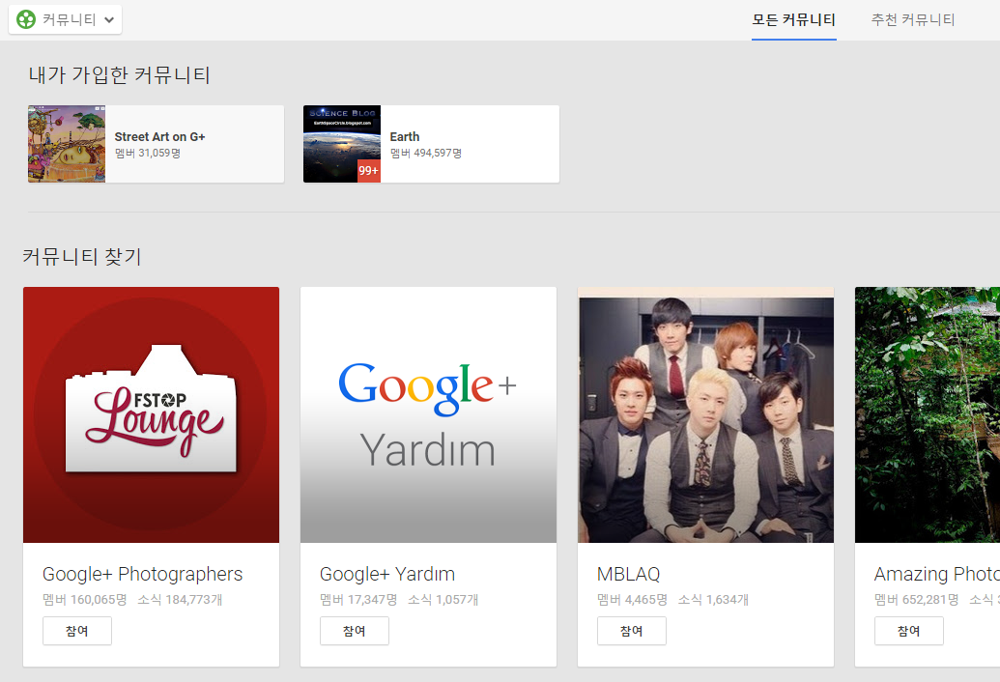 커뮤니티
모든 커뮤니티
추천 커뮤니티
내가 가입한 커뮤니티
Street Art on G+
멤버 31,059명
SCIENCE BLOG
EarthSpaceCircle.blogspot.com
99+
Earth
멤버 494,597명
커뮤니티 찾기
FSTOP
Lounge
Google+ Photographers
멤버 160,065명 소식 184,773개
참여
Google+
Yardım
Google+ Yardım
멤버 17,347명 소식 1,057개
참여
MBLAQ
멤버 4,465명 소식 1,634개
참여
Amazing Photo
멤버 652,281명 소식
참여